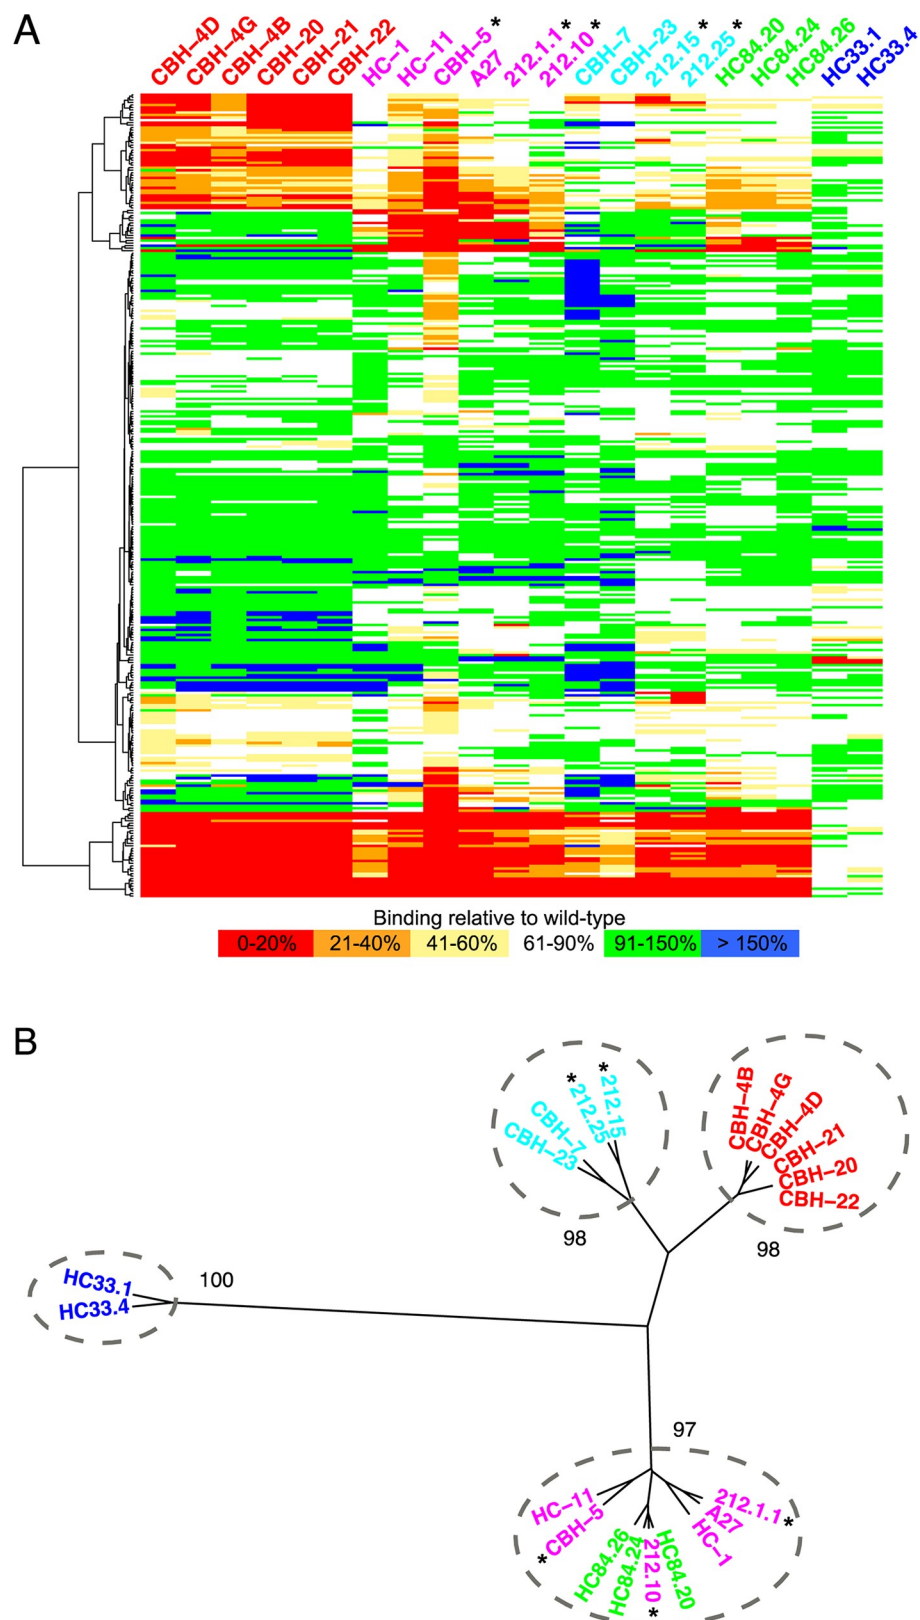 A
CBH-4D CBH-4G CBH-4B CBH-20 CBH-21 CBH-22 HC-1 HC-11 CBH-5* A27 212.1.1* 212.10* CBH-7 CBH-23 212.15* 212.25* HC84.20 HC84.24 HC84.26 HC33.1 HC33.4
Binding relative to wild-type
0-20% 21-40% 41-60% 61-90% 91-150% > 150%
B
*212.15
*212.25
CBH-7
CBH-23
98
CBH-4B
CBH-4G
CBH-4D
CBH-21
CBH-20
CBH-22
98
HC33.1
HC33.4
100
97
HC-11
CBH-5
*
HC84.26
HC84.24
212.10
*
HC84.20
HC-1
A27
212.1.1*